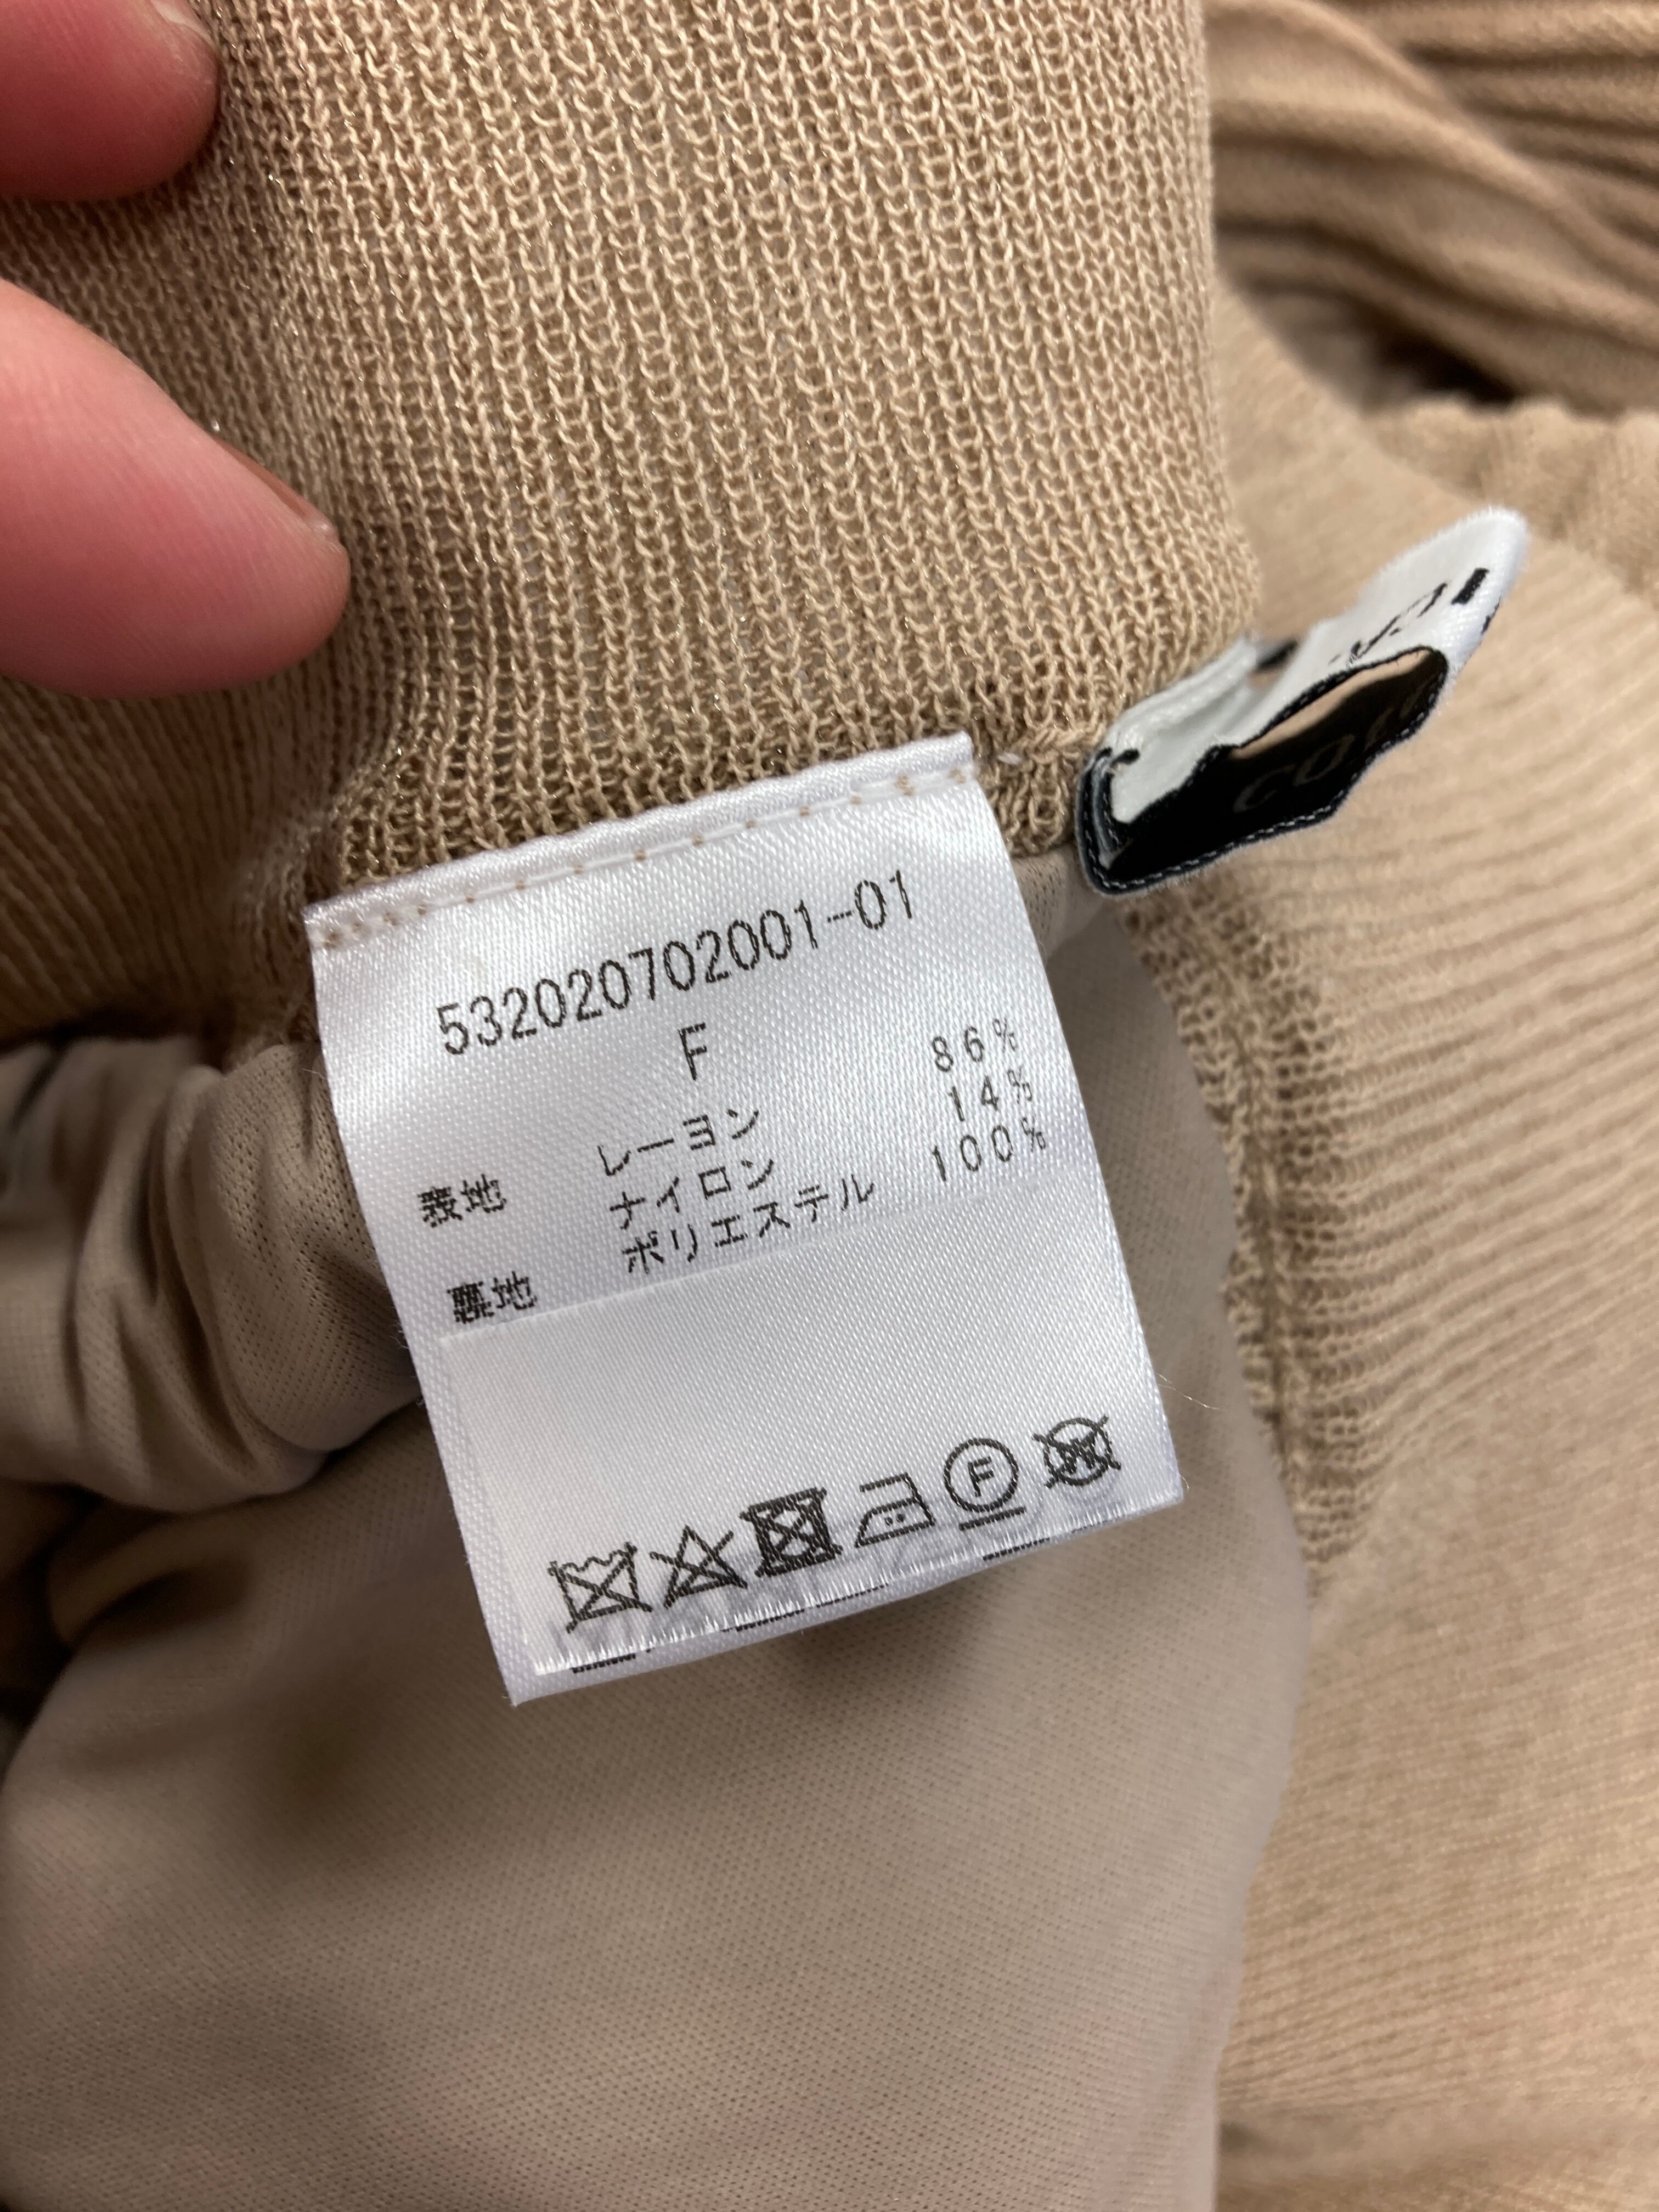 532020702001-01
F
表地 レーヨン 86%
ナイロン 14%
裏地 ポリエステル 100%
F
W